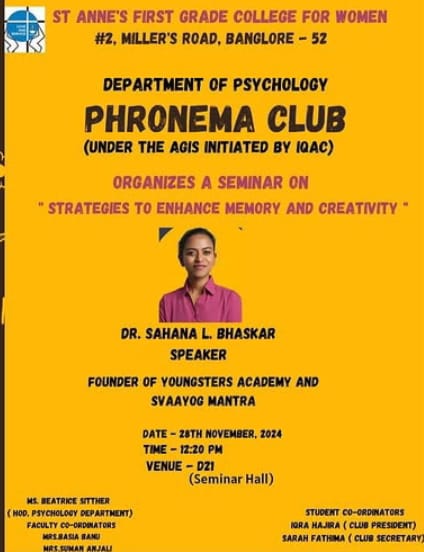 ST ANNE'S FIRST GRADE COLLEGE FOR WOMEN
#2, MILLER'S ROAD, BANGLORE - 52
DEPARTMENT OF PSYCHOLOGY
PHRONEMA CLUB
(UNDER THE AGIS INITIATED BY IQAC)
ORGANIZES A SEMINAR ON
" STRATEGIES TO ENHANCE MEMORY AND CREATIVITY "
DR. SAHANA L. BHASKAR
SPEAKER
FOUNDER OF YOUNGSTERS ACADEMY AND
SVAAYOG MANTRA
DATE - 28TH NOVEMBER, 2024
TIME - 12:20 PM
VENUE - D21
(Seminar Hall)
MS. BEATRICE SITTHER
( HOD, PSYCHOLOGY DEPARTMENT)
FACULTY CO-ORDINATORS
MRS.BASIA BANU
MRS.SUMAN ANJALI
STUDENT CO-ORDINATORS
IQRA HAJIRA ( CLUB PRESIDENT)
SARAH FATHIMA ( CLUB SECRETARY)